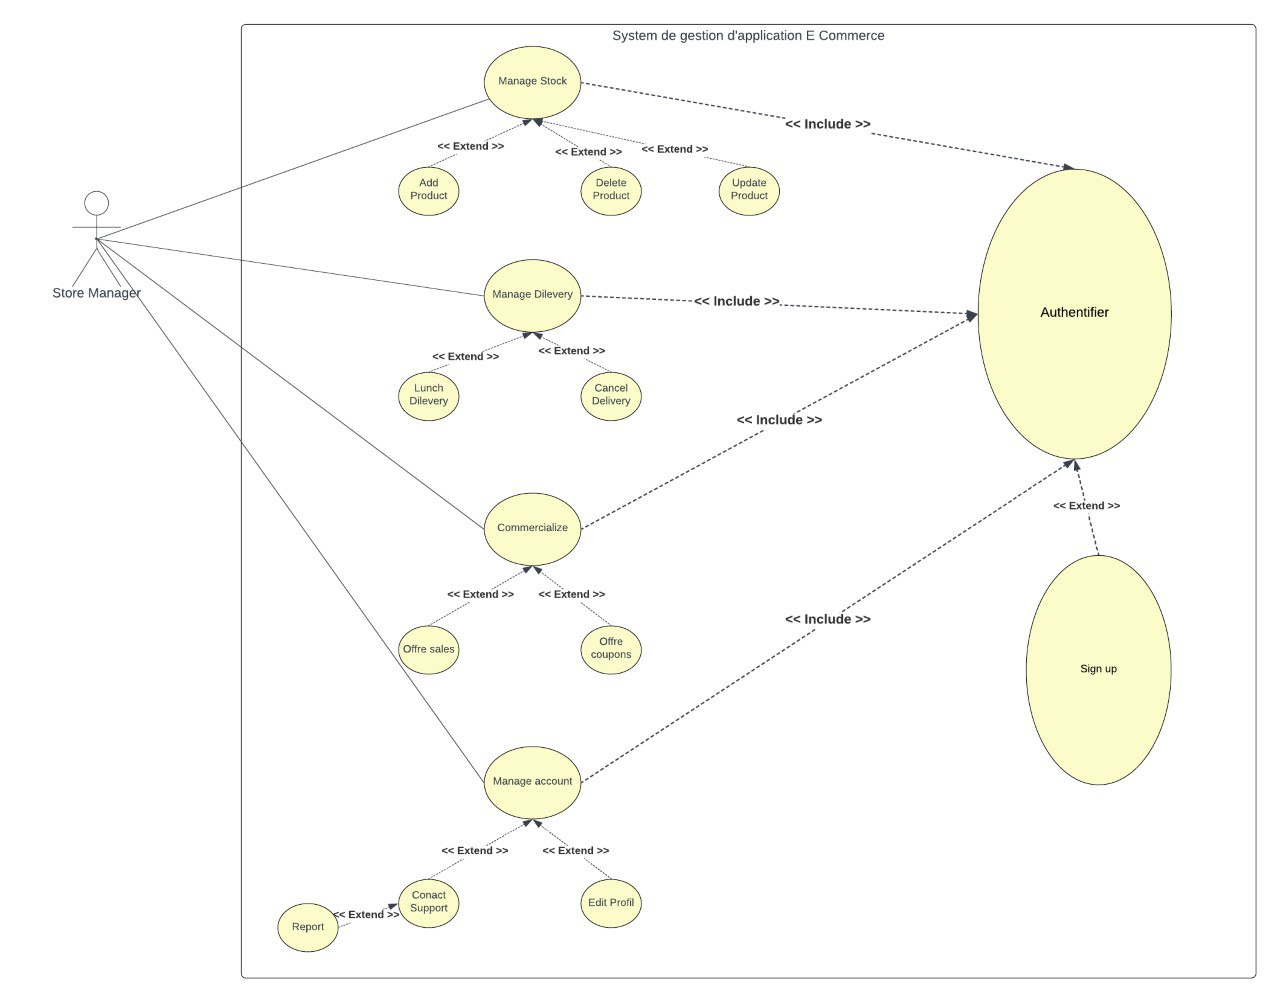 System de gestion d'application E Commerce
Manage Stock
<< Include >>
<< Extend >>
<< Extend >>
<< Extend >>
Add
Product
Delete
Product
Update
Product
Store Manager
Manage Dilevery
<< Include >>
Authentifier
<< Extend >>
<< Extend >>
Lunch
Dilevery
Cancel
Delivery
<< Include >>
<< Extend >>
Commercialize
<< Extend >>
<< Extend >>
<< Include >>
Offre sales
Offre
coupons
Sign up
Manage account
<< Extend >>
<< Extend >>
Conact
Support
Edit Profil
<< Extend >>
Report